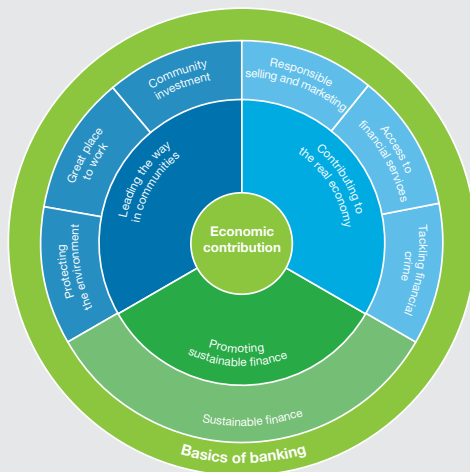 Community
investment
Responsible
selling and marketing
Great place
to work
Access to
financial services
Leading the way
in communities
Contributing to
the real economy
Protecting
the environment
Economic
contribution
Tackling financial
crime
Promoting
sustainable finance
Sustainable finance
Basics of banking